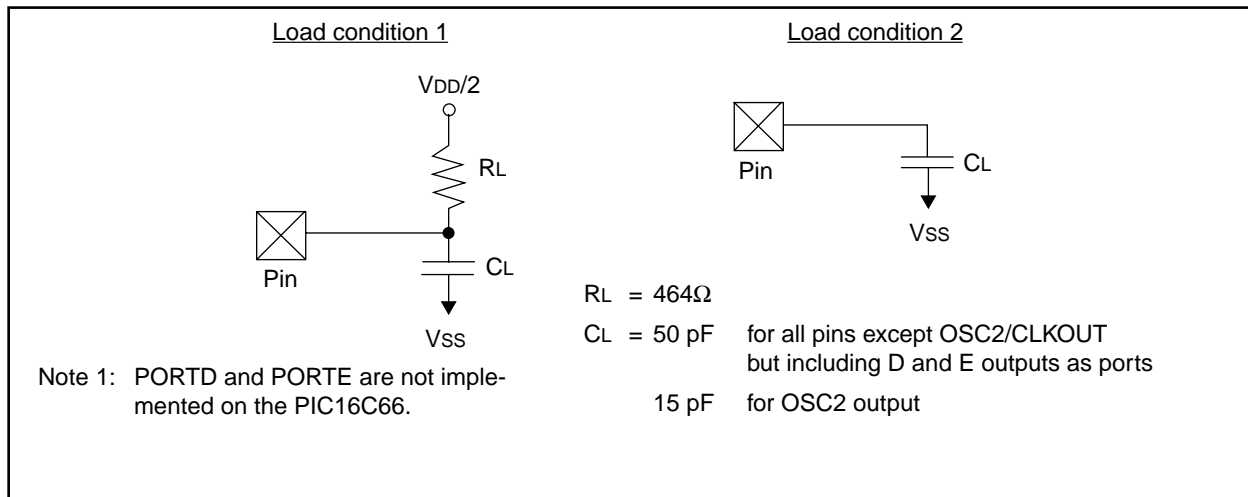 Load condition 1
VDD/2
RL
Pin
CL
VSS
Note 1: PORTD and PORTE are not imple-
mented on the PIC16C66.
Load condition 2
Pin
CL
VSS
RL = 464Ω
CL = 50 pF for all pins except OSC2/CLKOUT
but including D and E outputs as ports
15 pF for OSC2 output